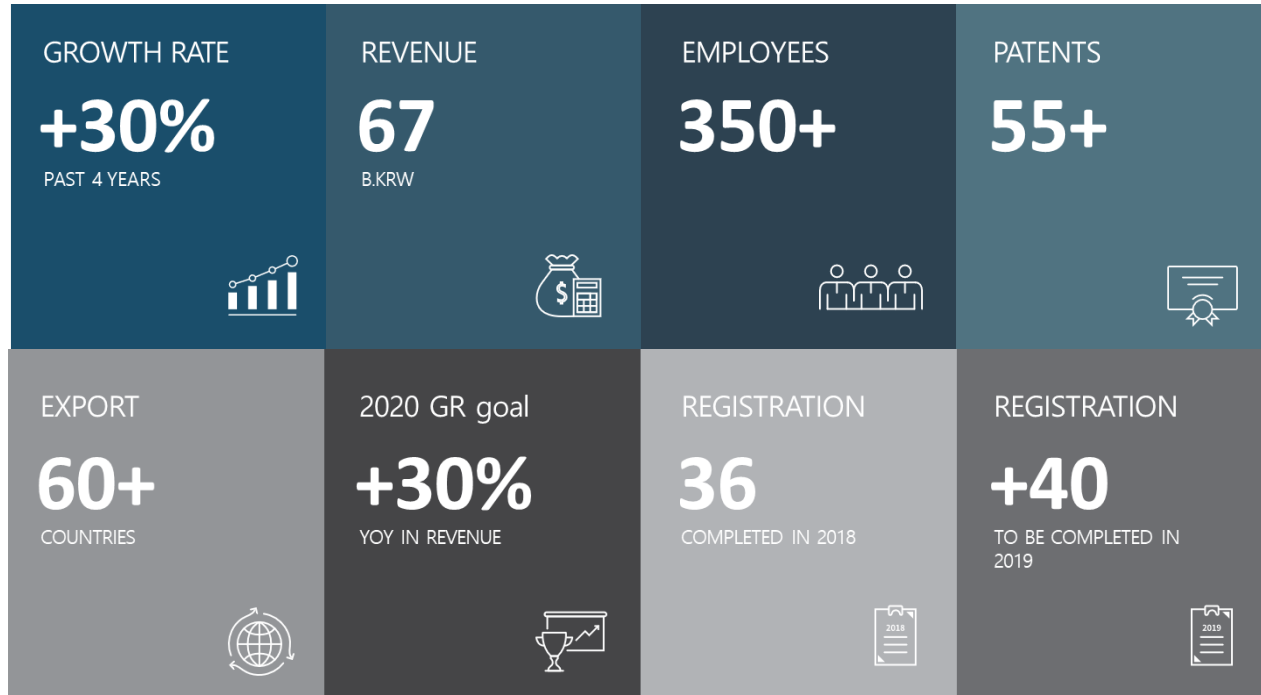 GROWTH RATE
+30%
PAST 4 YEARS
REVENUE
67
B.KRW
$
EMPLOYEES
350+
PATENTS
55+
EXPORT
60+
COUNTRIES
2020 GR goal
+30%
YOY IN REVENUE
REGISTRATION
36
COMPLETED IN 2018
2018
REGISTRATION
+40
TO BE COMPLETED IN
2019
2019